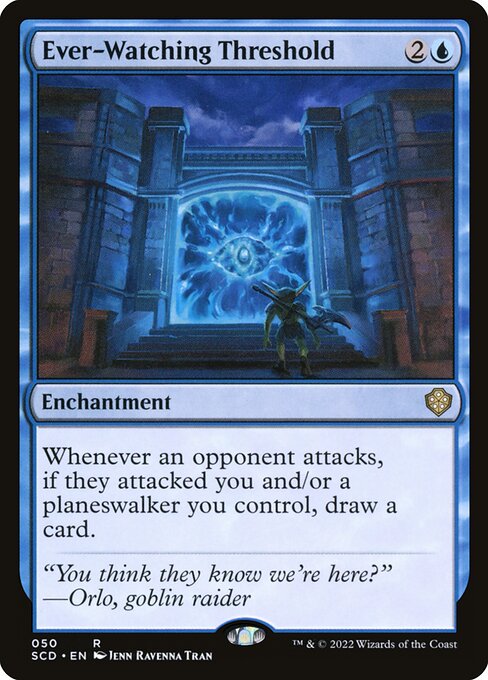 Ever-Watching Threshold 2
Enchantment
Whenever an opponent attacks,
if they attacked you and/or a
planeswalker you control, draw a
card.
“You think they know we’re here?”
—Orlo, goblin raider
050 R
SCD • EN Jenn Ravenna Tran
™ & © 2022 Wizards of the Coast